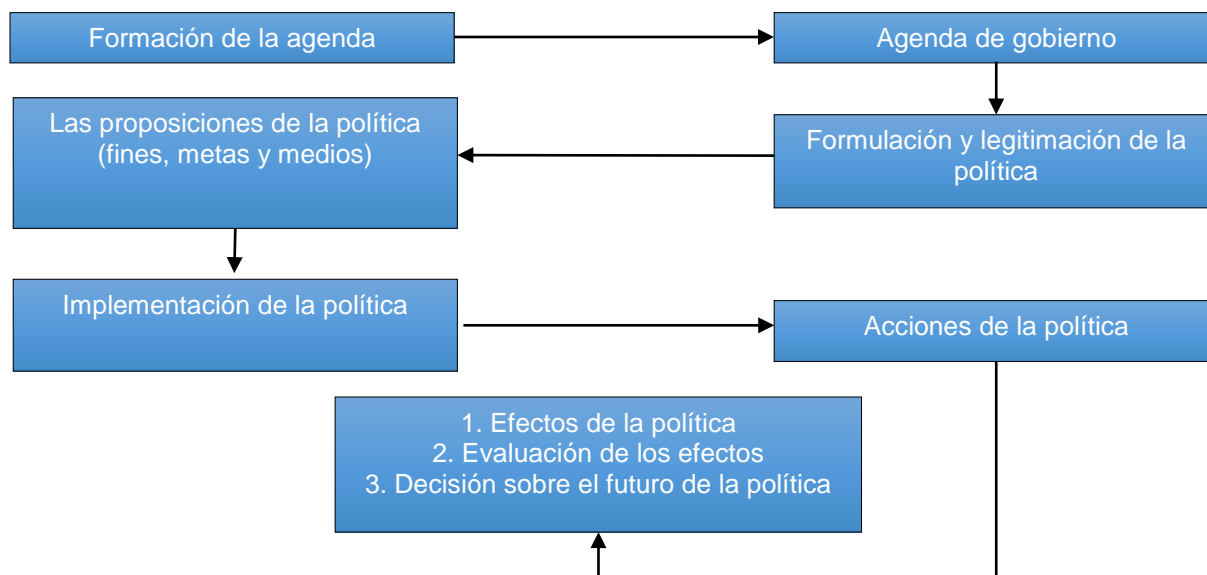 Formación de la agenda
Agenda de gobierno
Formulación y legitimación de la
política
Las proposiciones de la política
(fines, metas y medios)
Implementación de la política
Acciones de la política
1. Efectos de la política
2. Evaluación de los efectos
3. Decisión sobre el futuro de la política